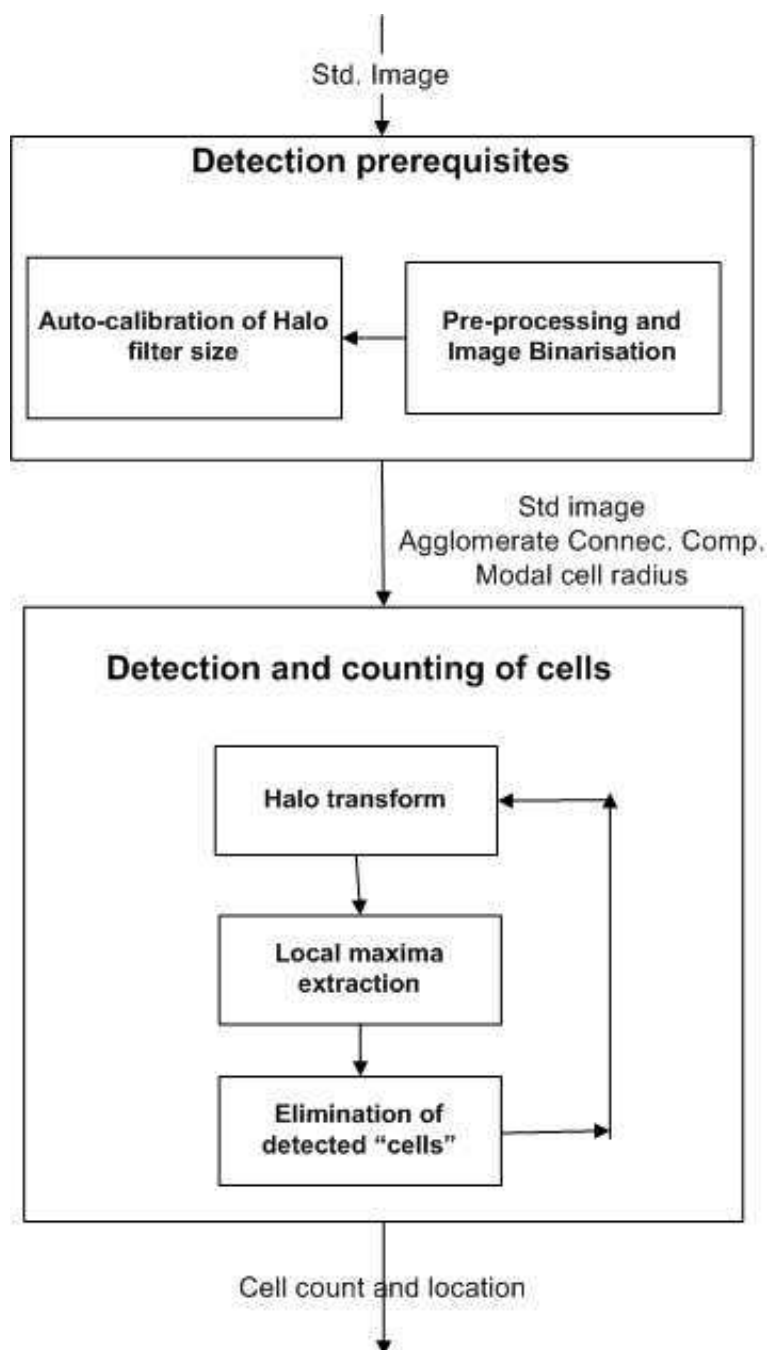 Std. Image
Detection prerequisites
Auto-calibration of Halo
filter size
Pre-processing and
Image Binarisation
Std image
Agglomerate Connec. Comp.
Modal cell radius
Detection and counting of cells
Halo transform
Local maxima
extraction
Elimination of
detected “cells”
Cell count and location